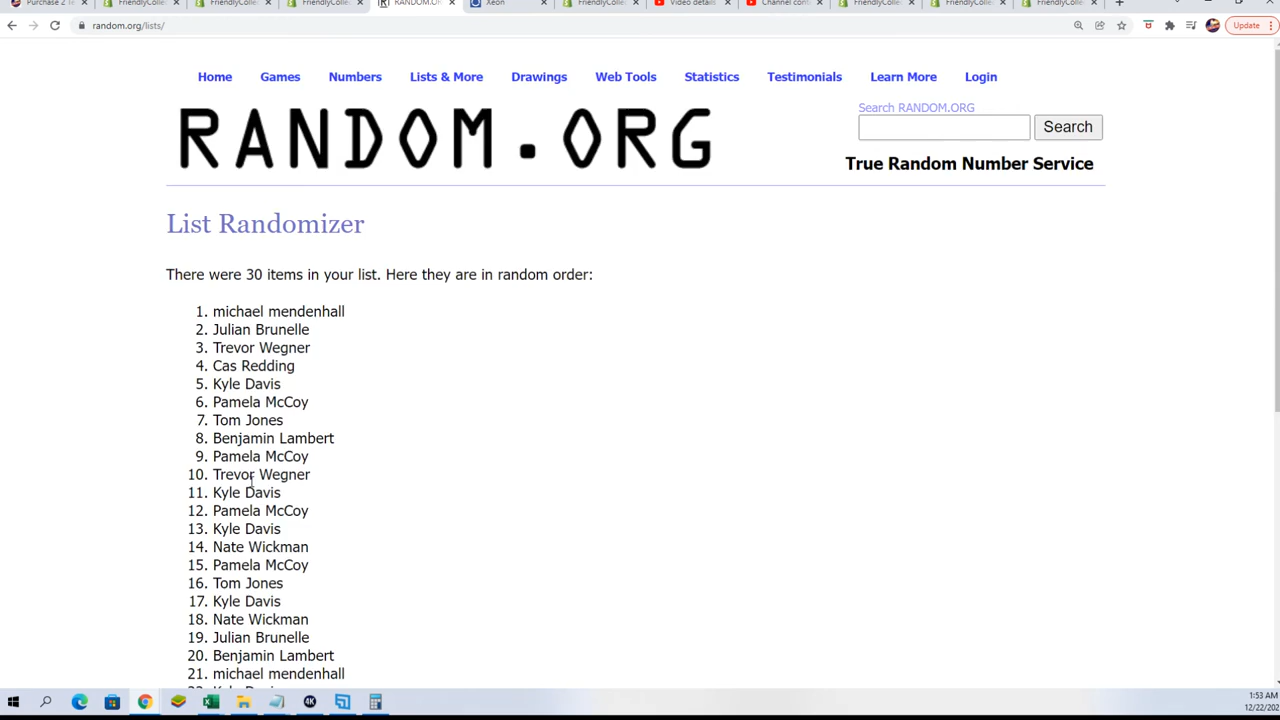 Purchase 2 Te
FriendlyColle
FriendlyColle
FriendlyColle
RANDOM.OR
Xeon
FriendlyColle
Video details
Channel cont
FriendlyColle
FriendlyColle
FriendlyColle
random.org/lists/
Update
Home Games Numbers Lists & More Drawings Web Tools Statistics Testimonials Learn More Login
RANDOM.ORG
Search RANDOM.ORG
Search
True Random Number Service
List Randomizer
There were 30 items in your list. Here they are in random order:
1. michael mendenhall
2. Julian Brunelle
3. Trevor Wegner
4. Cas Redding
5. Kyle Davis
6. Pamela McCoy
7. Tom Jones
8. Benjamin Lambert
9. Pamela McCoy
10. Trevor Wegner
11. Kyle Davis
12. Pamela McCoy
13. Kyle Davis
14. Nate Wickman
15. Pamela McCoy
16. Tom Jones
17. Kyle Davis
18. Nate Wickman
19. Julian Brunelle
20. Benjamin Lambert
21. michael mendenhall
4K
1:53 AM
12/22/202